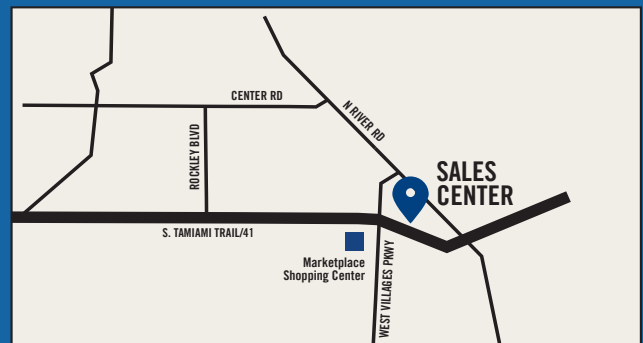 CENTER RD
N RIVER RD
ROCKLEY BLVD
SALES
CENTER
S. TAMIAMI TRAIL/41
Marketplace
Shopping Center
WEST VILLAGES PKWY